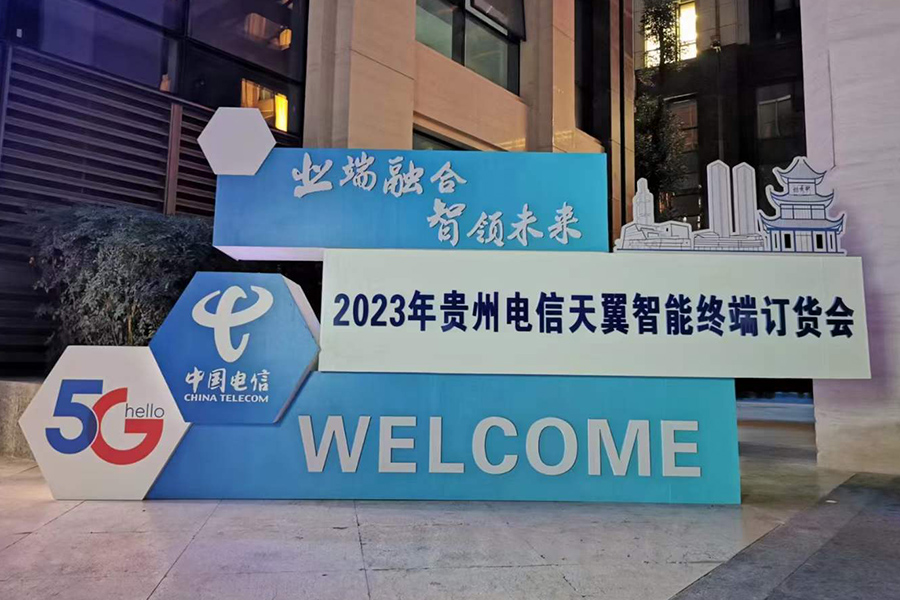 业端融合
智领未来
2023年贵州电信天翼智能终端订货会
中国电信
CHINA TELECOM
5G
hello
WELCOME